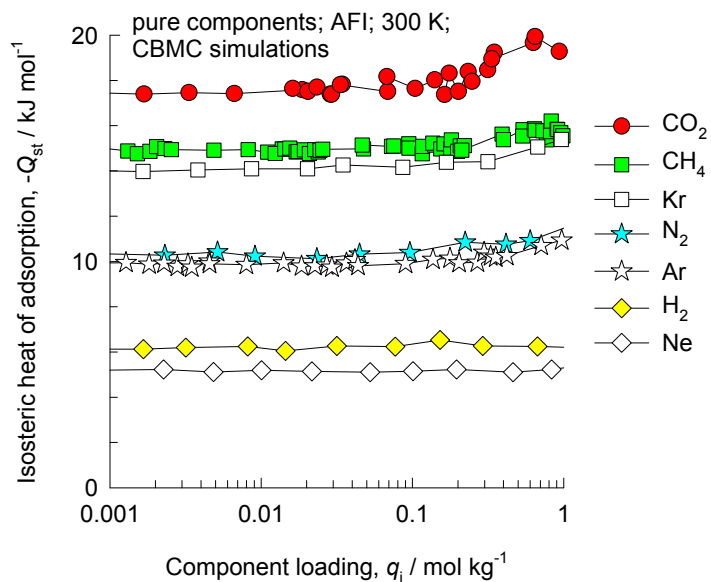 pure components; AFI; 300 K;
CBMC simulations
Isosteric heat of adsorption, -Qst / kJ mol⁻¹
20
10
0
0.001
0.01
0.1
1
Component loading, qi / mol kg⁻¹
CO₂
CH₄
Kr
N₂
Ar
H₂
Ne